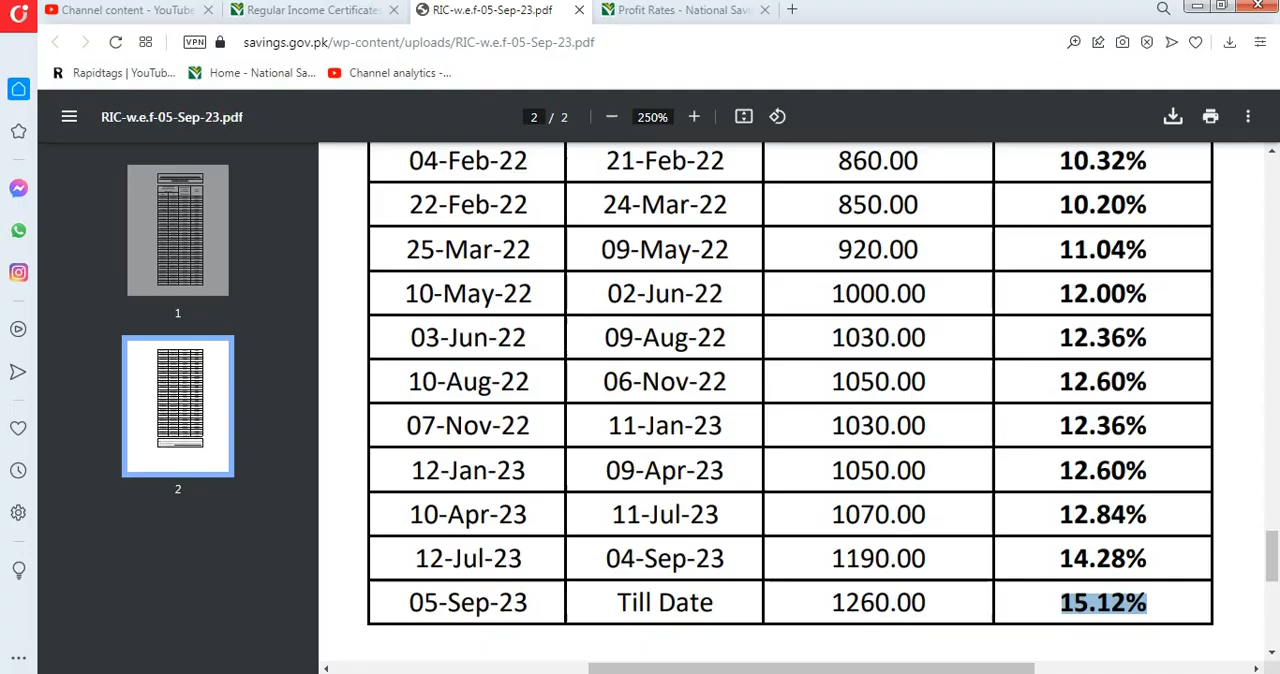 Channel content - YouTube
Regular Income Certificates
RIC-w.e.f-05-Sep-23.pdf
Profit Rates - National Savi
VPN
savings.gov.pk/wp-content/uploads/RIC-w.e.f-05-Sep-23.pdf
R Rapidtags | YouTub... Home - National Sa... Channel analytics -...
RIC-w.e.f-05-Sep-23.pdf 2 / 2 250%
04-Feb-22 21-Feb-22 860.00 10.32%
22-Feb-22 24-Mar-22 850.00 10.20%
25-Mar-22 09-May-22 920.00 11.04%
10-May-22 02-Jun-22 1000.00 12.00%
03-Jun-22 09-Aug-22 1030.00 12.36%
10-Aug-22 06-Nov-22 1050.00 12.60%
07-Nov-22 11-Jan-23 1030.00 12.36%
12-Jan-23 09-Apr-23 1050.00 12.60%
10-Apr-23 11-Jul-23 1070.00 12.84%
12-Jul-23 04-Sep-23 1190.00 14.28%
05-Sep-23 Till Date 1260.00 15.12%
1
2